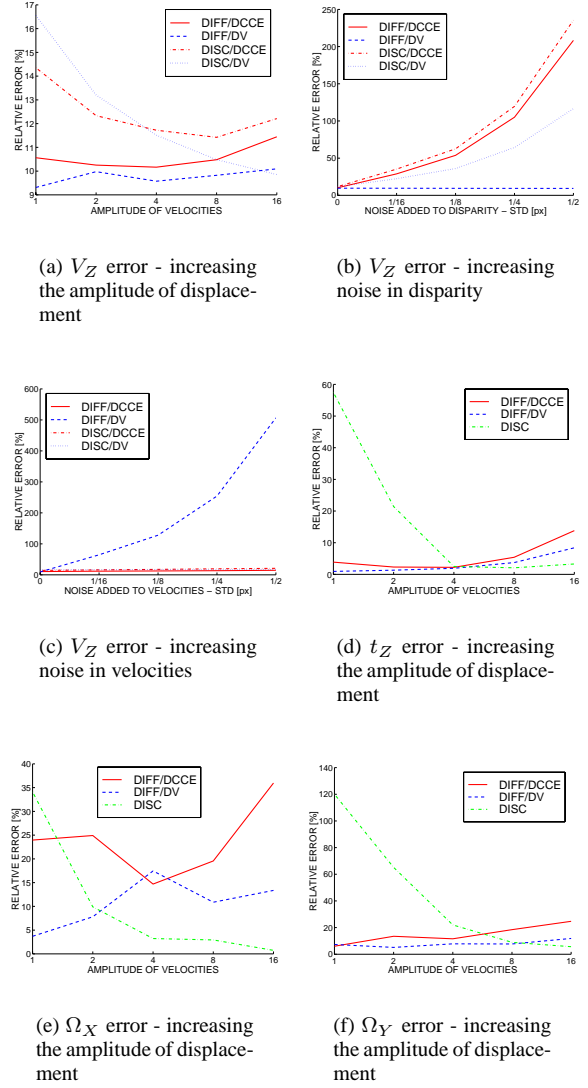 17
16
15
14
13
12
11
10
9
RELATIVE ERROR [%]
DIFF/DCCE
DIFF/DV
DISC/DCCE
DISC/DV
1 2 4 8 16
AMPLITUDE OF VELOCITIES
(a) V_Z error - increasing
the amplitude of displace-
ment
250
200
150
100
50
0
RELATIVE ERROR [%]
DIFF/DCCE
DIFF/DV
DISC/DCCE
DISC/DV
0 1/16 1/8 1/4 1/2
NOISE ADDED TO DISPARITY – STD [px]
(b) V_Z error - increasing
noise in disparity
600
500
400
300
200
100
0
RELATIVE ERROR [%]
DIFF/DCCE
DIFF/DV
DISC/DCCE
DISC/DV
0 1/16 1/8 1/4 1/2
NOISE ADDED TO VELOCITIES – STD [px]
(c) V_Z error - increasing
noise in velocities
60
50
40
30
20
10
0
RELATIVE ERROR [%]
DIFF/DCCE
DIFF/DV
DISC
1 2 4 8 16
AMPLITUDE OF VELOCITIES
(d) t_Z error - increasing
the amplitude of displace-
ment
40
35
30
25
20
15
10
5
0
RELATIVE ERROR [%]
DIFF/DCCE
DIFF/DV
DISC
1 2 4 8 16
AMPLITUDE OF VELOCITIES
(e) Ω_X error - increasing
the amplitude of displace-
ment
140
120
100
80
60
40
20
0
RELATIVE ERROR [%]
DIFF/DCCE
DIFF/DV
DISC
1 2 4 8 16
AMPLITUDE OF VELOCITIES
(f) Ω_Y error - increasing
the amplitude of displace-
ment